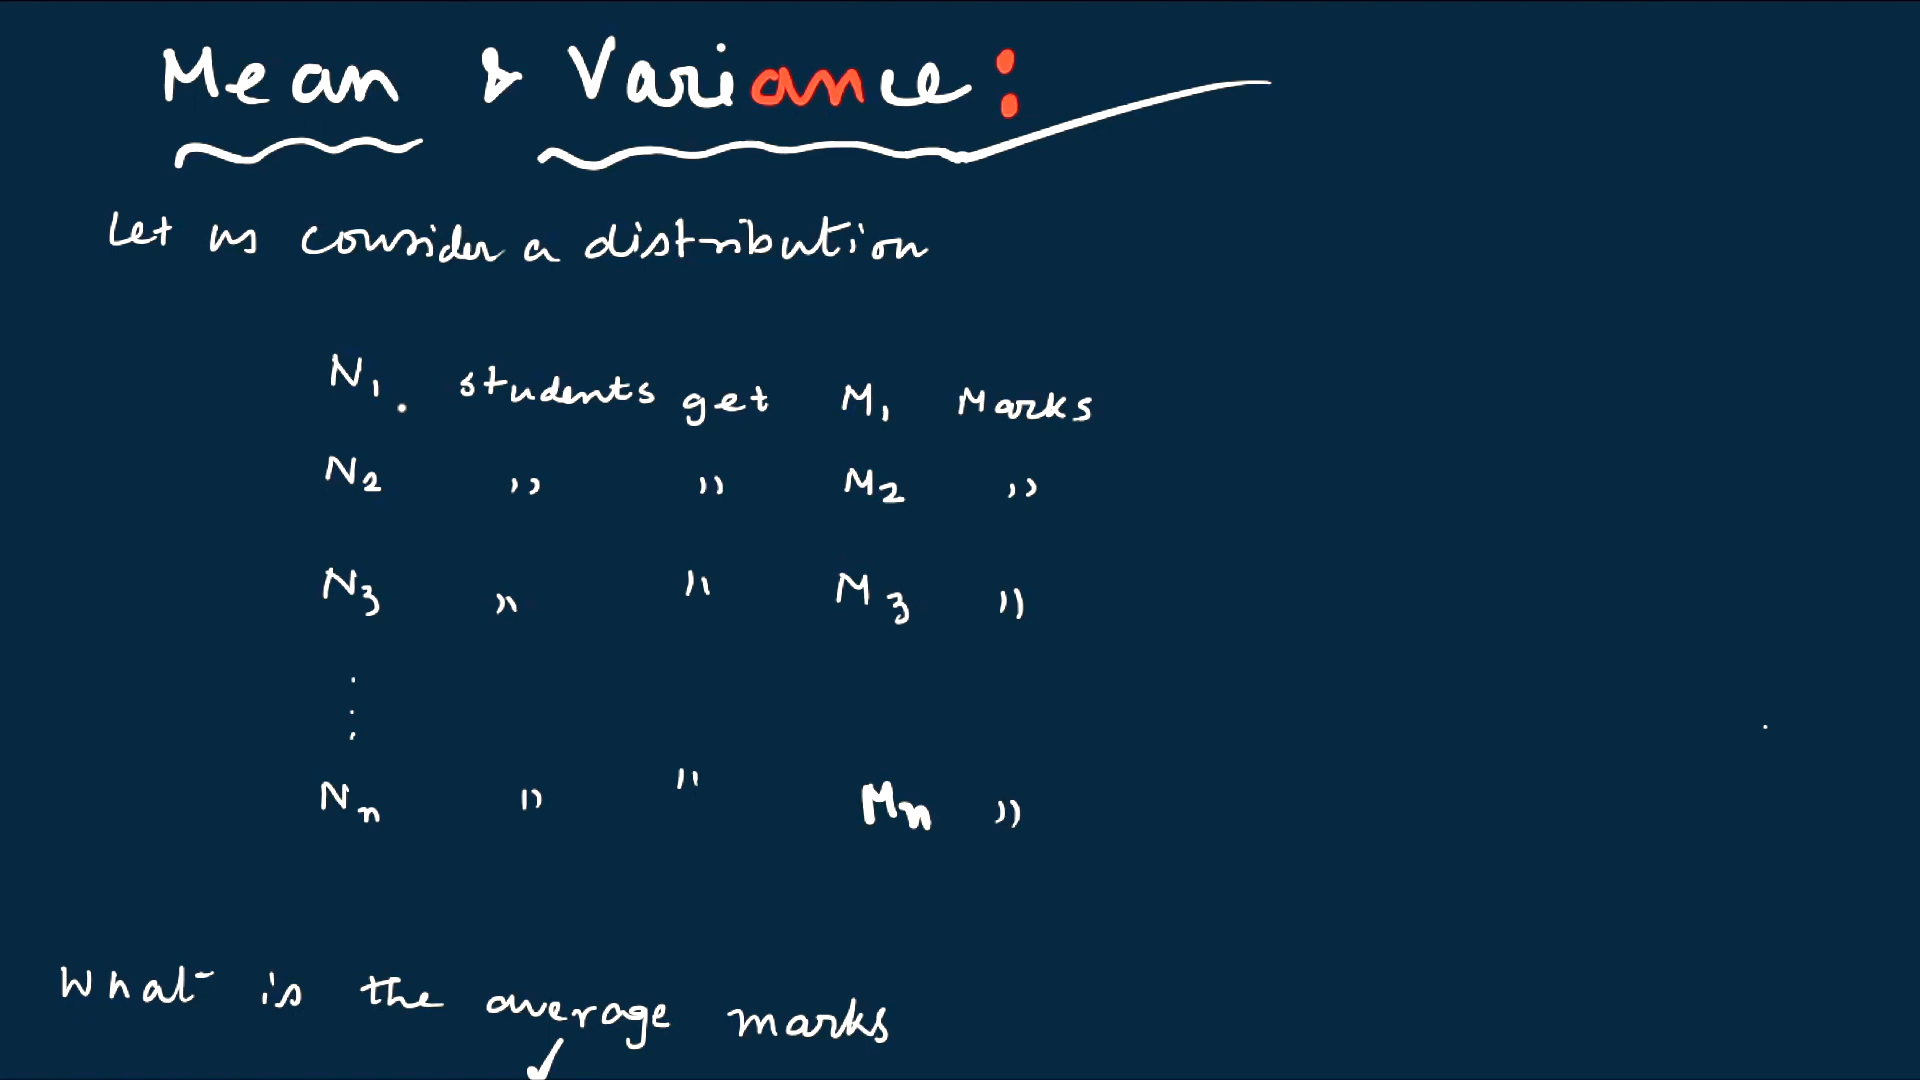 Mean & Variance:
Let us consider a distribution
N1. students get M1 Marks
N2 ,, ,, M2 ,,
N3 ,, ,, M3 ,,
⋮
Nn ,, ,, Mn ,,
What is the average marks